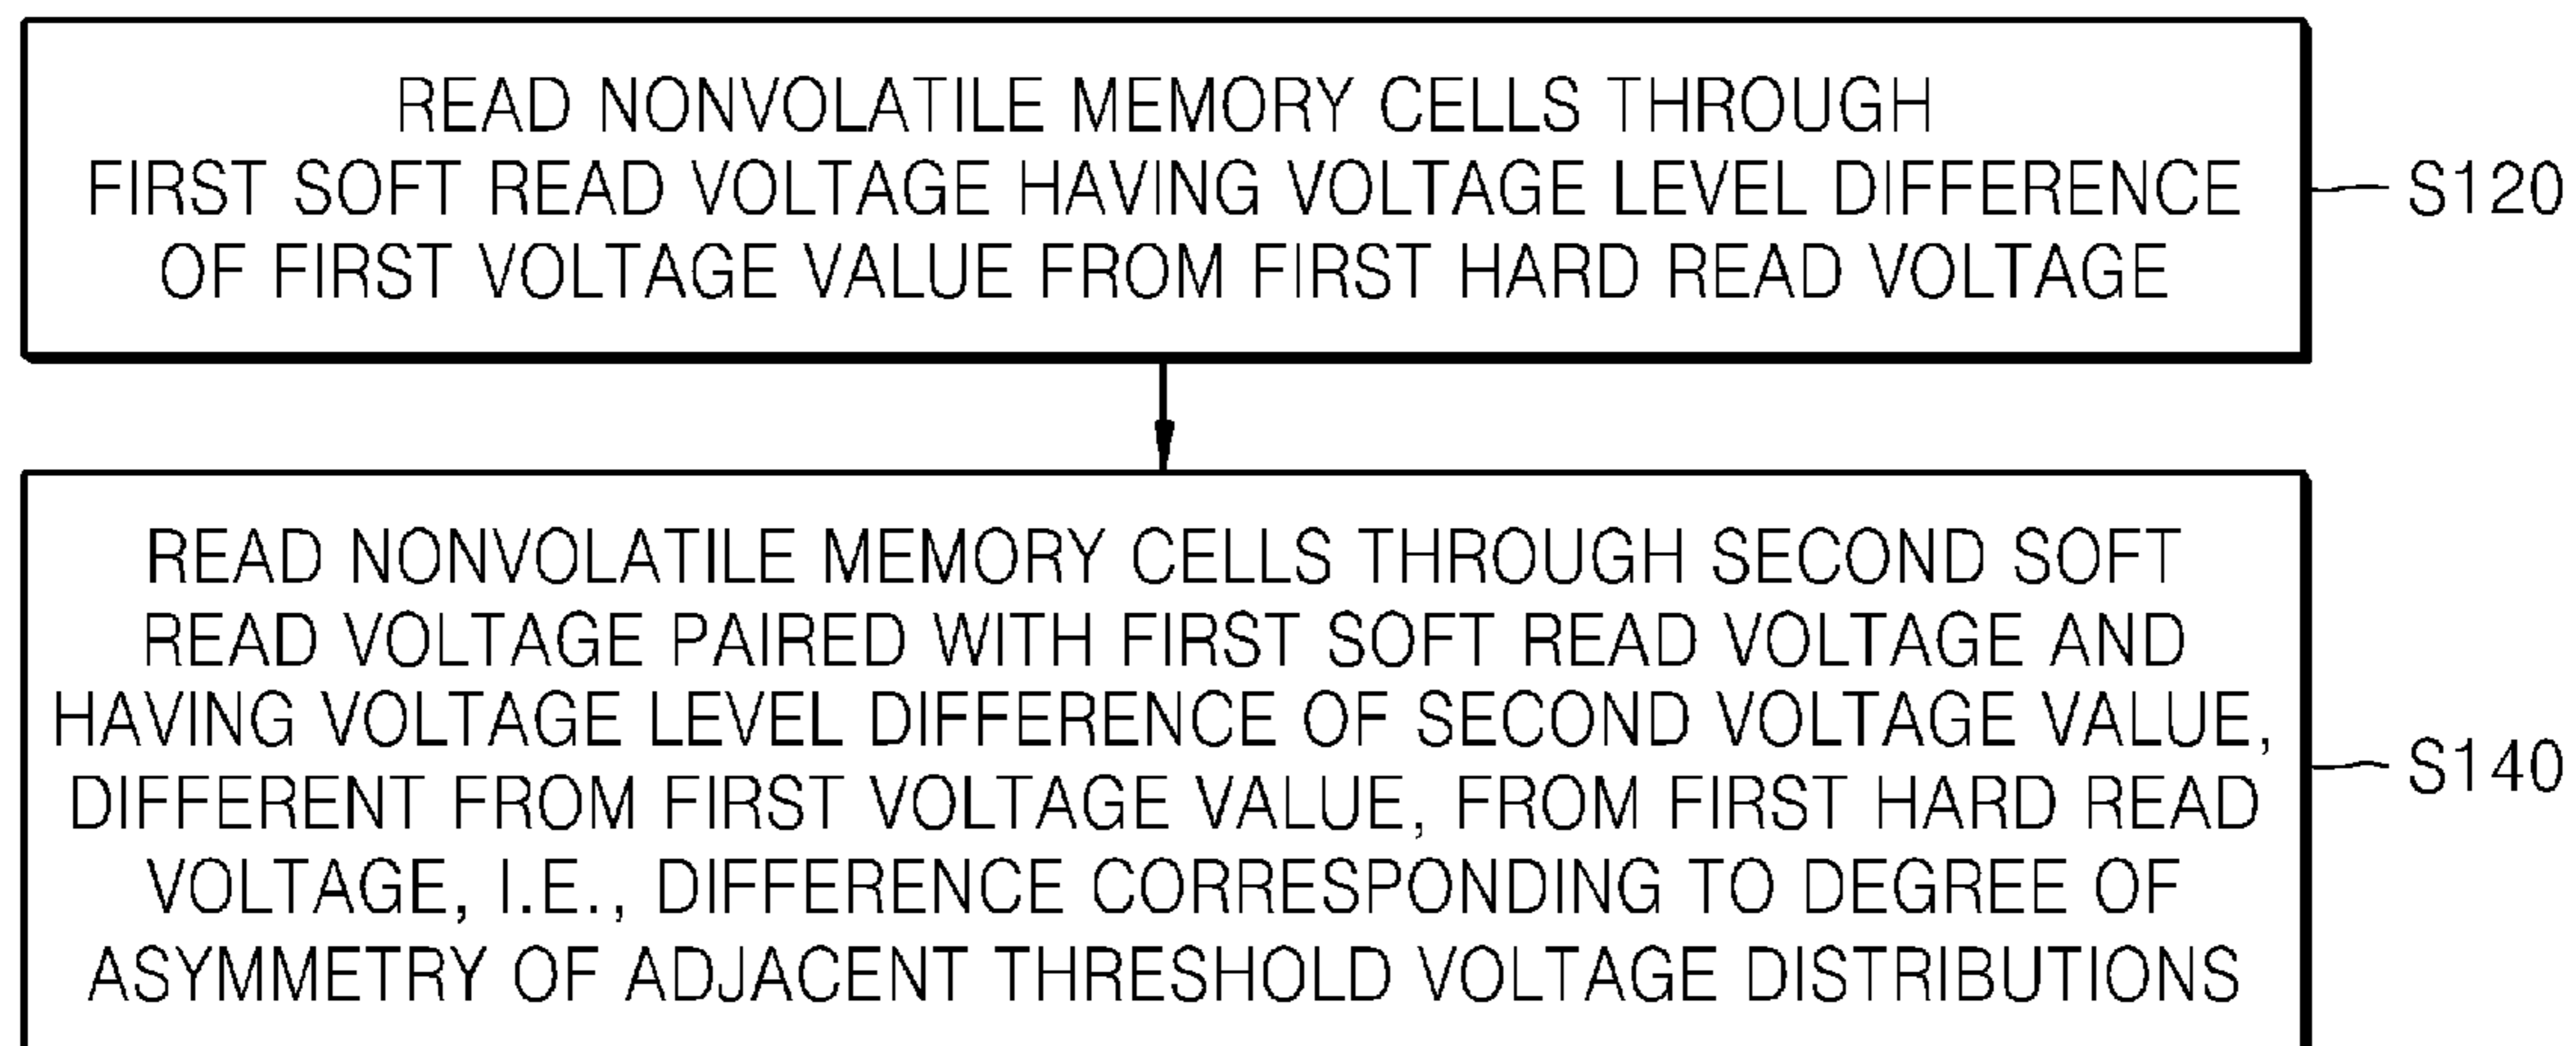 READ NONVOLATILE MEMORY CELLS THROUGH
FIRST SOFT READ VOLTAGE HAVING VOLTAGE LEVEL DIFFERENCE
OF FIRST VOLTAGE VALUE FROM FIRST HARD READ VOLTAGE
S120
READ NONVOLATILE MEMORY CELLS THROUGH SECOND SOFT
READ VOLTAGE PAIRED WITH FIRST SOFT READ VOLTAGE AND
HAVING VOLTAGE LEVEL DIFFERENCE OF SECOND VOLTAGE VALUE,
DIFFERENT FROM FIRST VOLTAGE VALUE, FROM FIRST HARD READ
VOLTAGE, I.E., DIFFERENCE CORRESPONDING TO DEGREE OF
ASYMMETRY OF ADJACENT THRESHOLD VOLTAGE DISTRIBUTIONS
S140